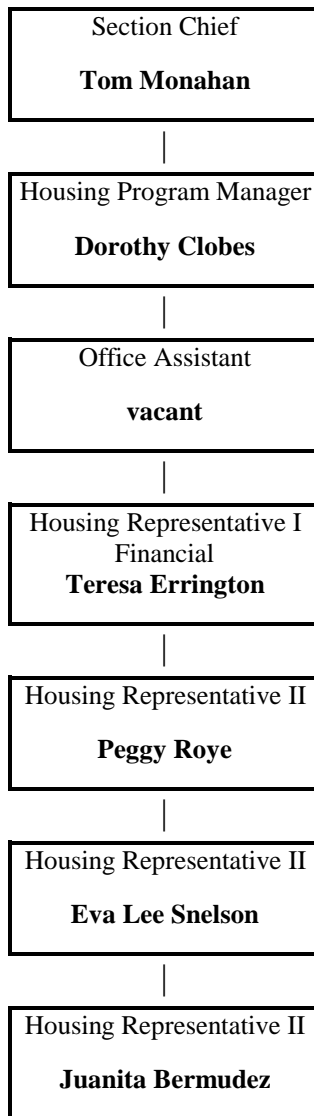 Section Chief
Tom Monahan
Housing Program Manager
Dorothy Clobes
Office Assistant
vacant
Housing Representative I
Financial
Teresa Errington
Housing Representative II
Peggy Roye
Housing Representative II
Eva Lee Snelson
Housing Representative II
Juanita Bermudez